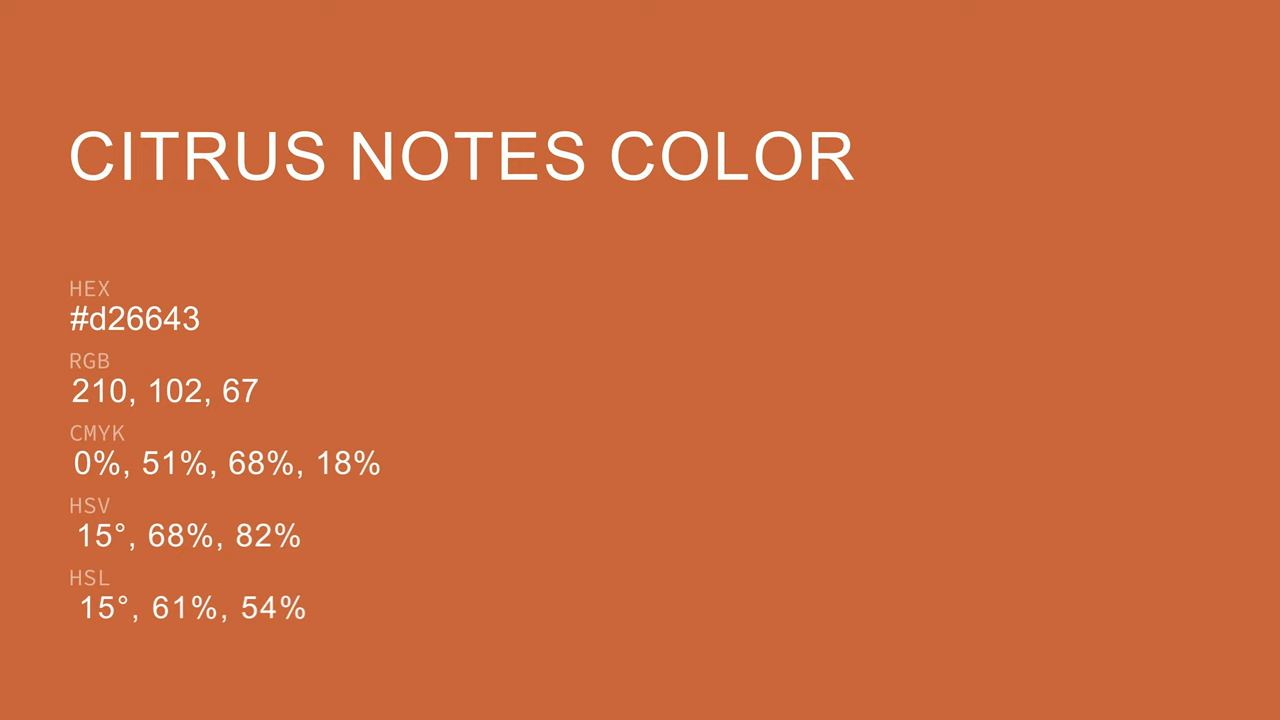 CITRUS NOTES COLOR
HEX
#d26643
RGB
210, 102, 67
CMYK
0%, 51%, 68%, 18%
HSV
15°, 68%, 82%
HSL
15°, 61%, 54%